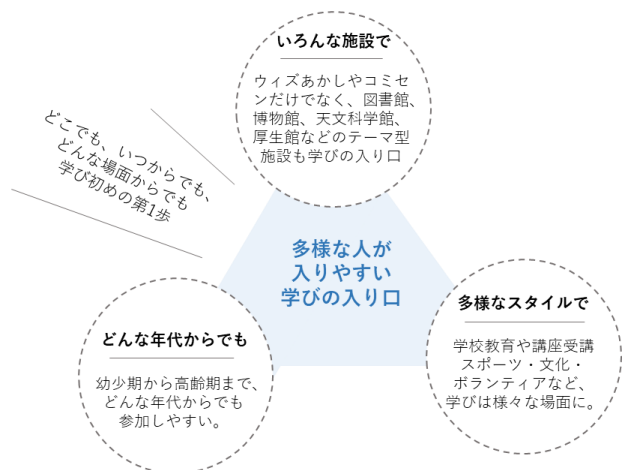 いろんな施設で
ウィズあかしやコミセ
ンだけでなく、図書館、
博物館、天文科学館、
厚生館などのテーマ型
施設も学びの入り口
どこでも、いつからでも、
どんな場面からでも
学び初めの第1歩
多様な人が
入りやすい
学びの入り口
どんな年代からでも
幼少期から高齢期まで、
どんな年代からでも
参加しやすい。
多様なスタイルで
学校教育や講座受講
スポーツ・文化・
ボランティアなど、
学びは様々な場面に。